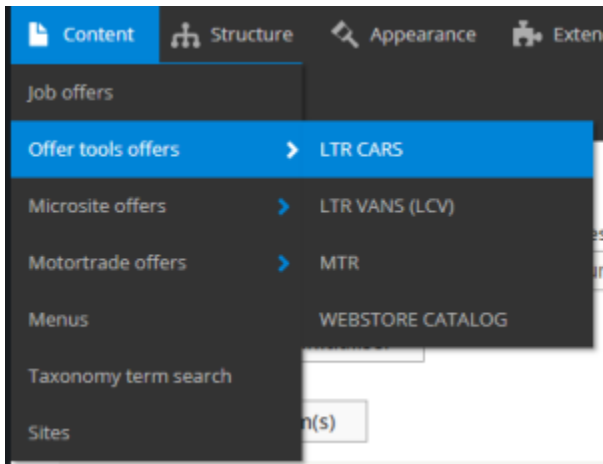 Content Structure Appearance Exten
Job offers
Offer tools offers LTR CARS
Microsite offers LTR VANS (LCV)
Motortrade offers MTR
Menus WEBSTORE CATALOG
Taxonomy term search
Sites
n(s)